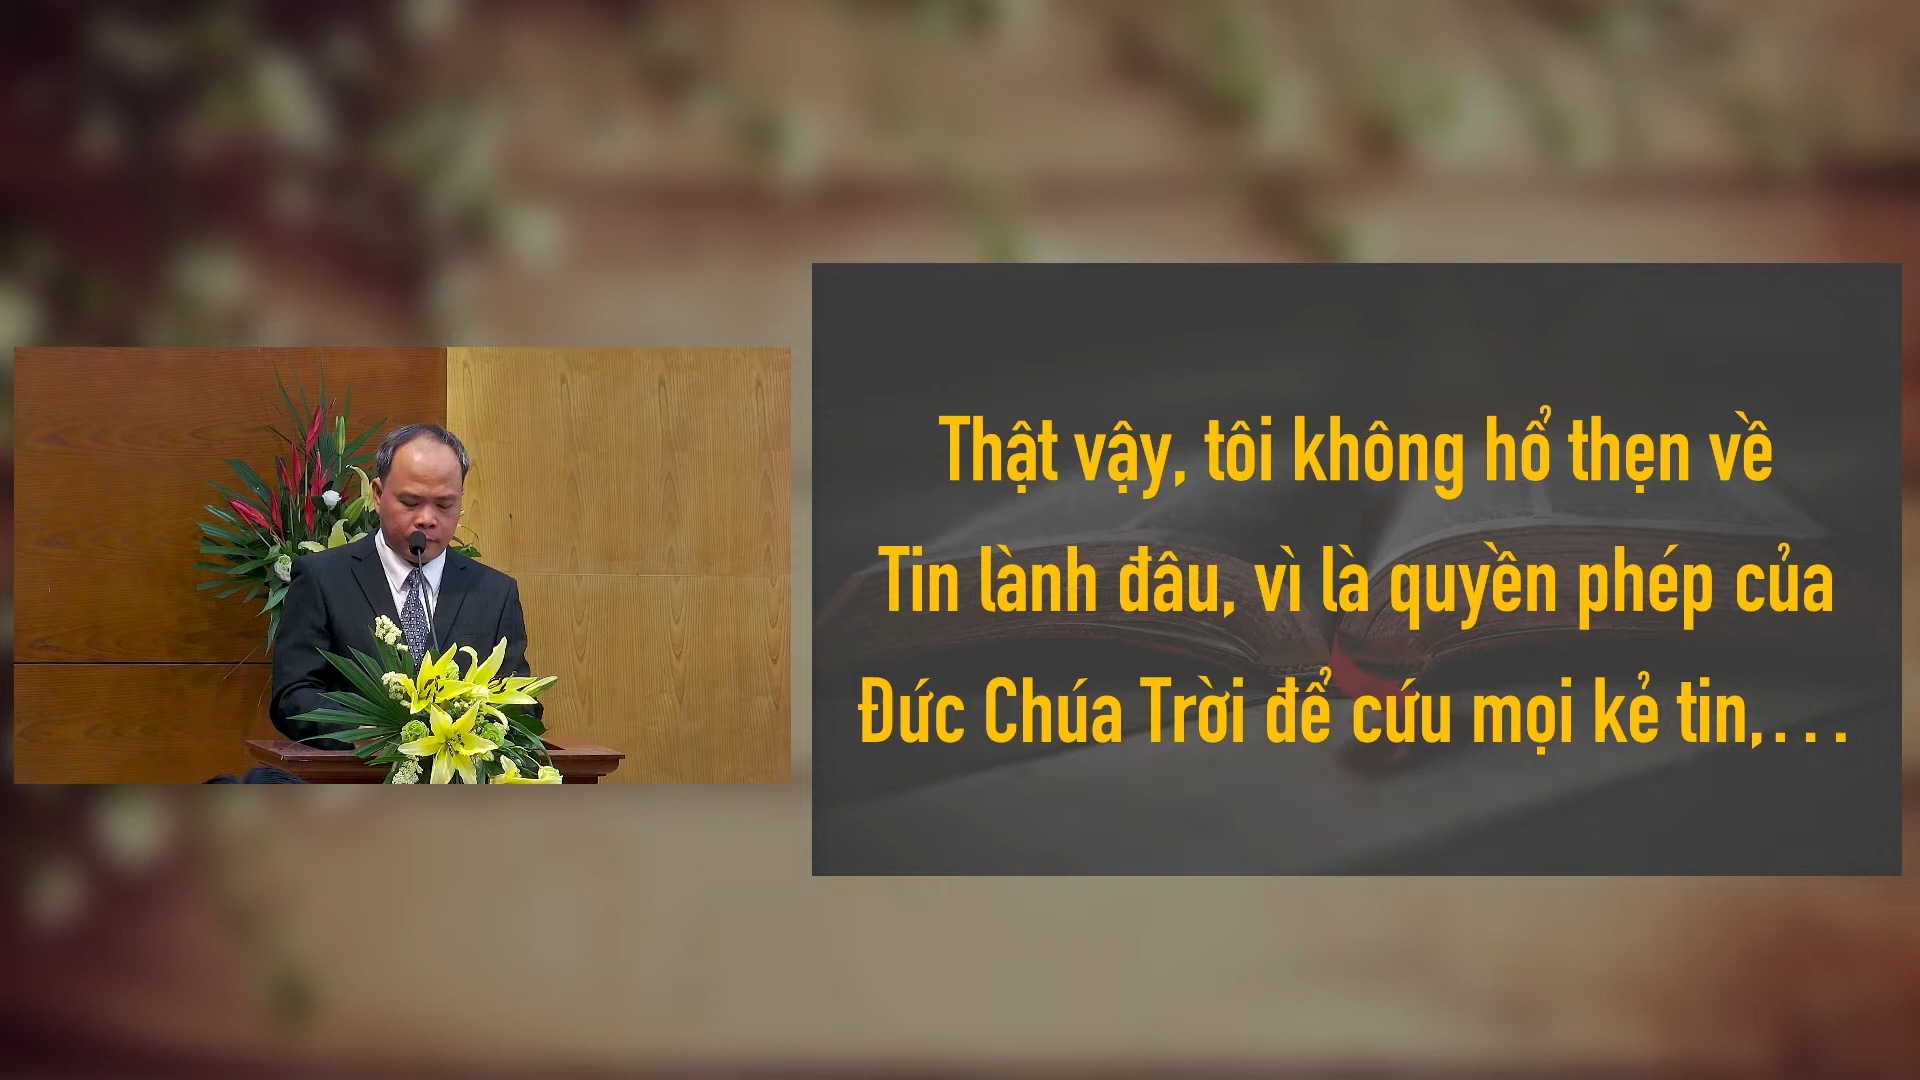 Thật vậy, tôi không hổ thẹn về
Tin lành đâu, vì là quyền phép của
Đức Chúa Trời để cứu mọi kẻ tin,...